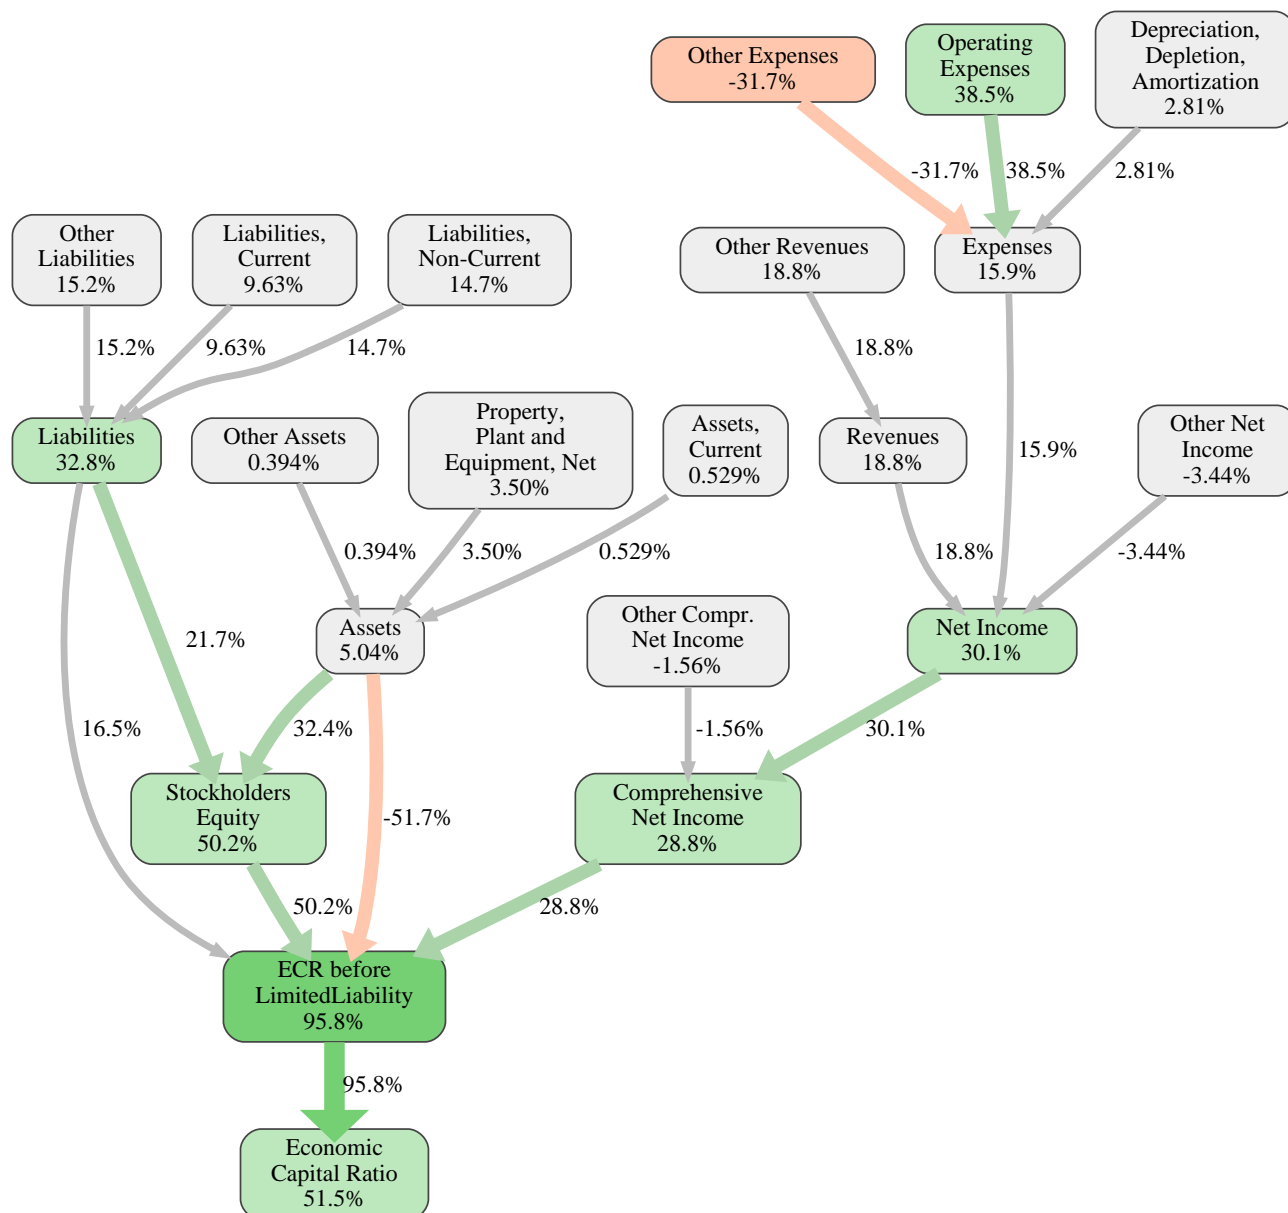 Other Expenses
-31.7%
Operating
Expenses
38.5%
Depreciation,
Depletion,
Amortization
2.81%
-31.7%
38.5%
2.81%
Other
Liabilities
15.2%
Liabilities,
Current
9.63%
Liabilities,
Non-Current
14.7%
Other Revenues
18.8%
Expenses
15.9%
15.2%
9.63%
14.7%
18.8%
Liabilities
32.8%
Other Assets
0.394%
Property,
Plant and
Equipment, Net
3.50%
Assets,
Current
0.529%
Revenues
18.8%
15.9%
Other Net
Income
-3.44%
0.394%
3.50%
0.529%
18.8%
-3.44%
21.7%
Assets
5.04%
Other Compr.
Net Income
-1.56%
Net Income
30.1%
16.5%
32.4%
-1.56%
30.1%
Stockholders
Equity
50.2%
-51.7%
Comprehensive
Net Income
28.8%
50.2%
28.8%
ECR before
LimitedLiability
95.8%
95.8%
Economic
Capital Ratio
51.5%